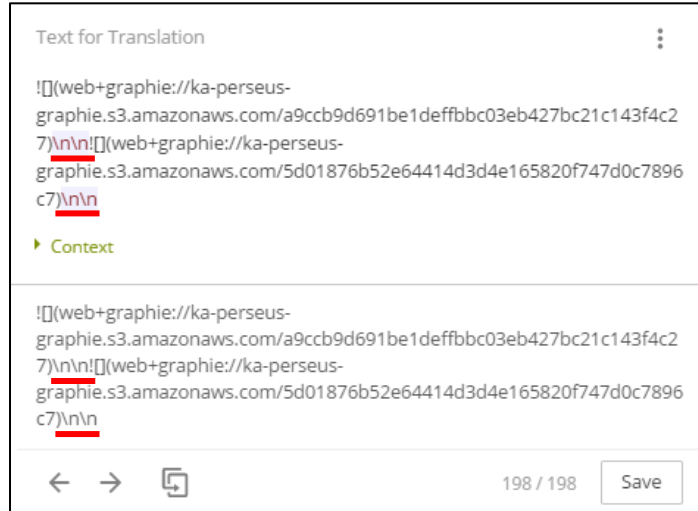 Text for Translation
![](web+graphie://ka-perseus-
graphie.s3.amazonaws.com/a9ccb9d691be1deffbbc03eb427bc21c143f4c2
7)\n\n![](web+graphie://ka-perseus-
graphie.s3.amazonaws.com/5d01876b52e64414d3d4e165820f747d0c7896
c7)\n\n
Context
![](web+graphie://ka-perseus-
graphie.s3.amazonaws.com/a9ccb9d691be1deffbbc03eb427bc21c143f4c2
7)\n\n![](web+graphie://ka-perseus-
graphie.s3.amazonaws.com/5d01876b52e64414d3d4e165820f747d0c7896
c7)\n\n
198 / 198
Save